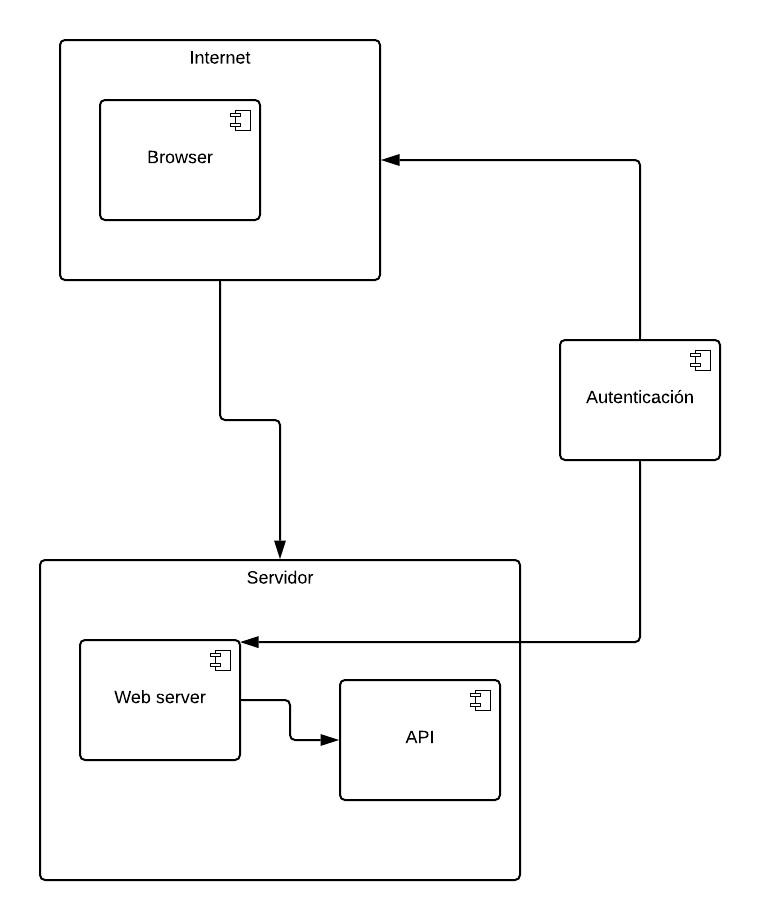 Internet
Browser
Autenticación
Servidor
Web server
API